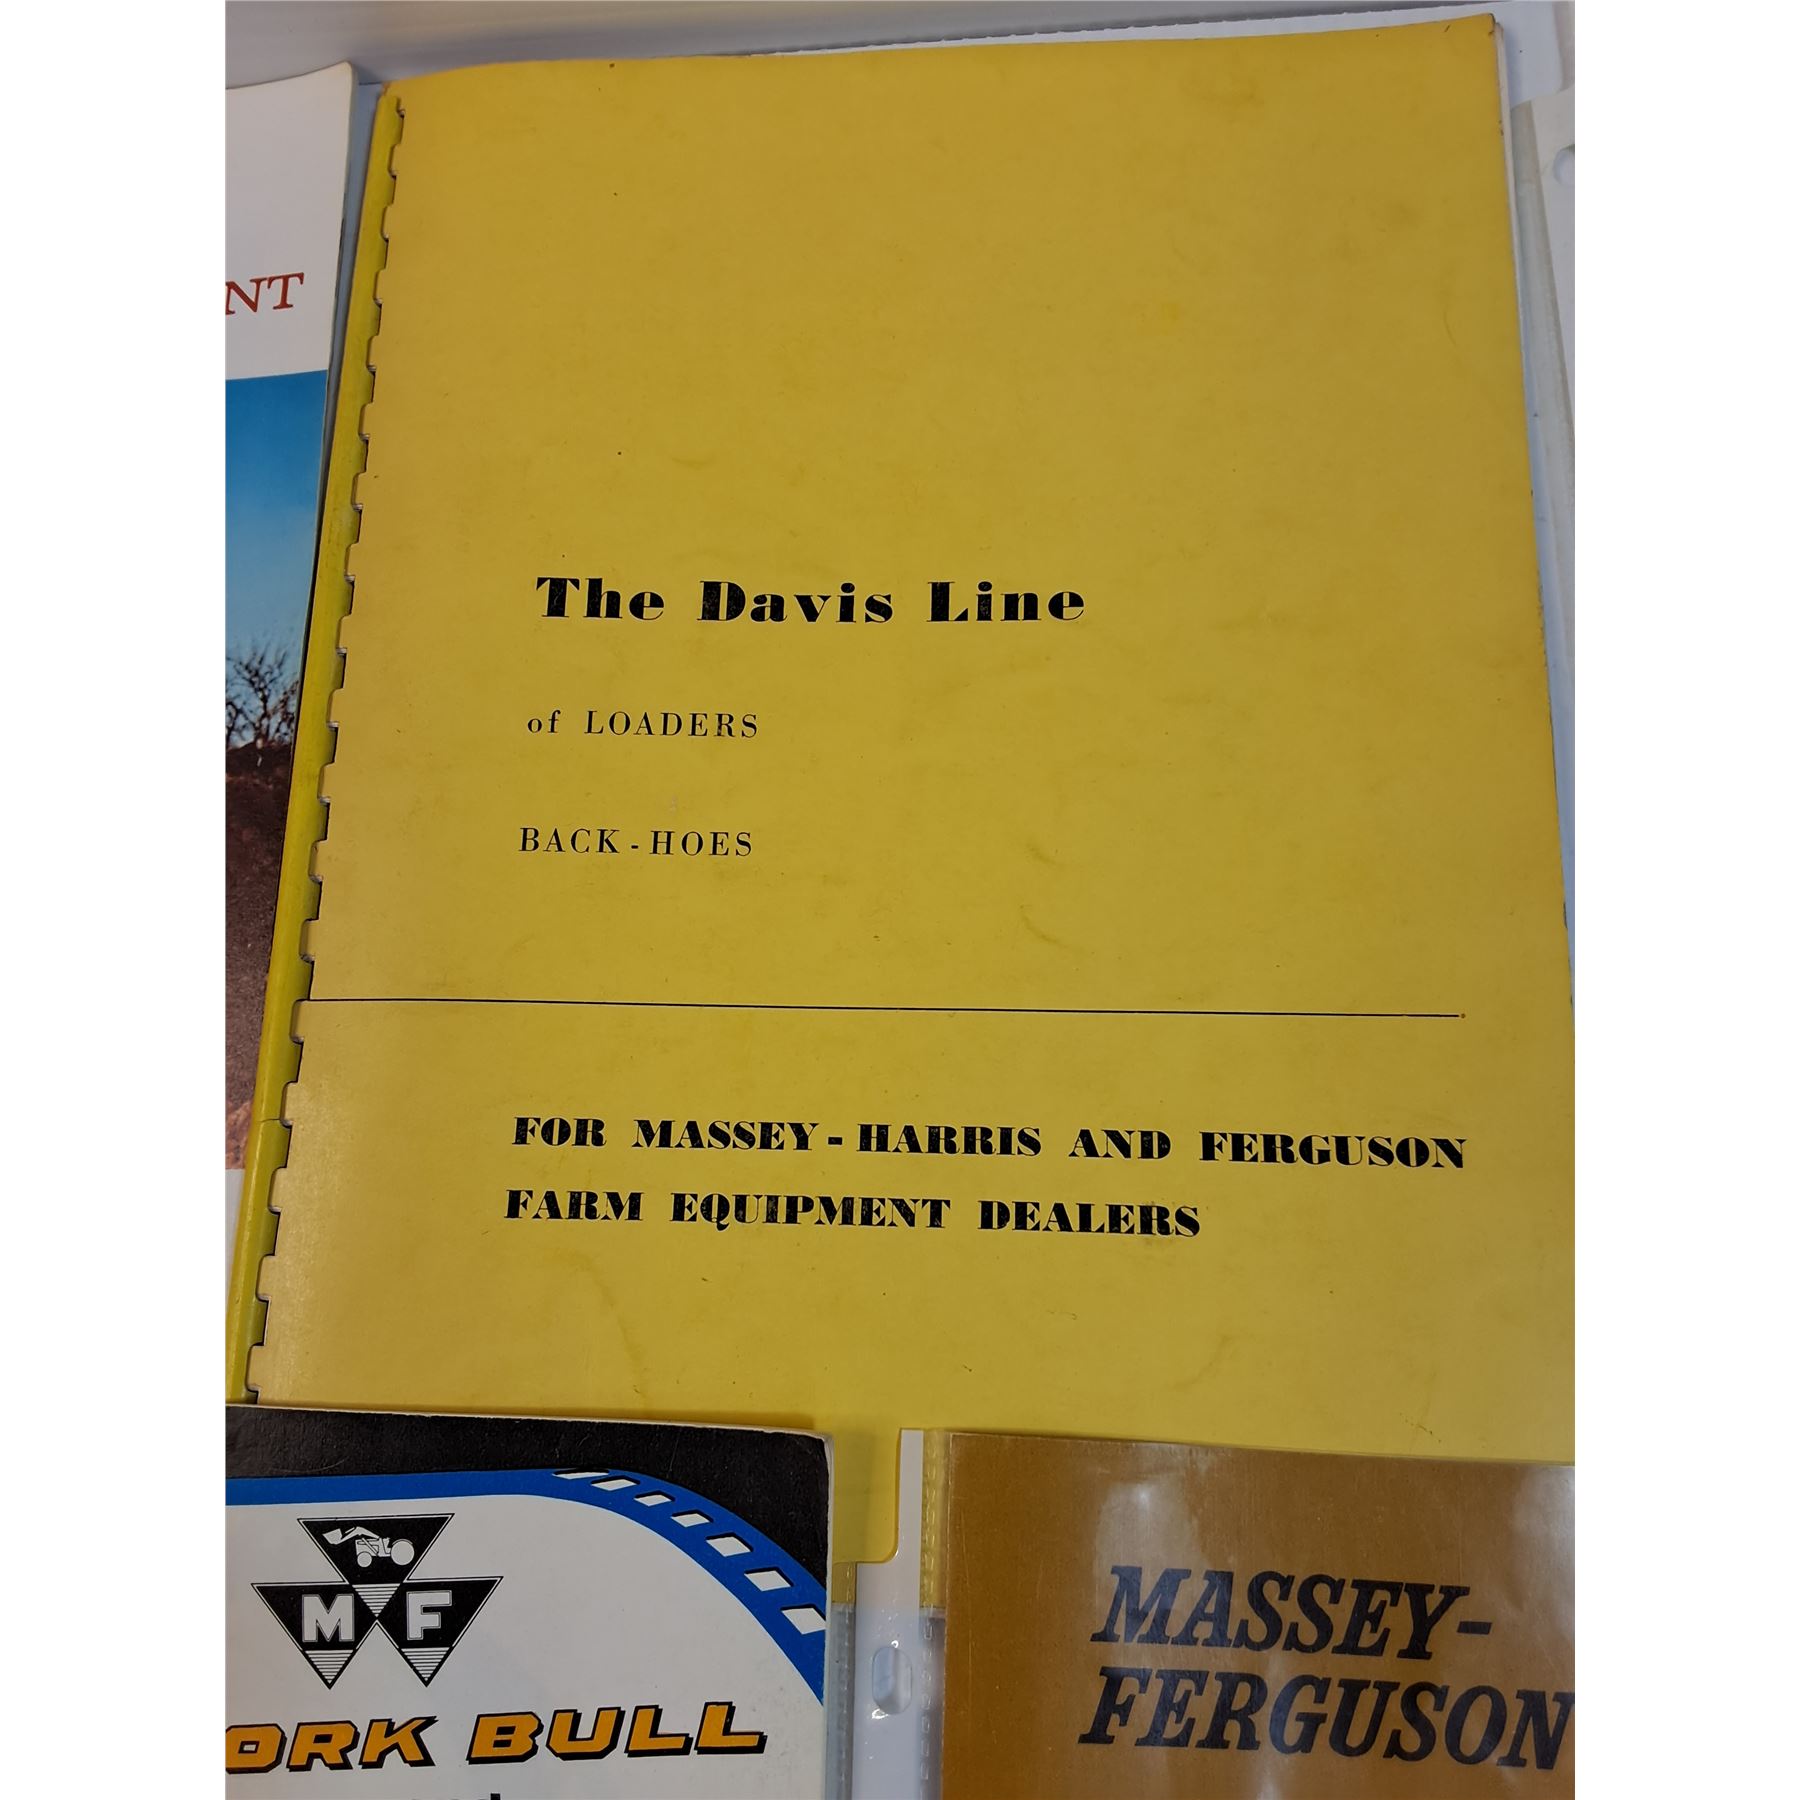 NT
The Davis Line
of LOADERS
BACK-HOES
FOR MASSEY-HARRIS AND FERGUSON
FARM EQUIPMENT DEALERS
M F
ORK BULL
MASSEY-
FERGUSON